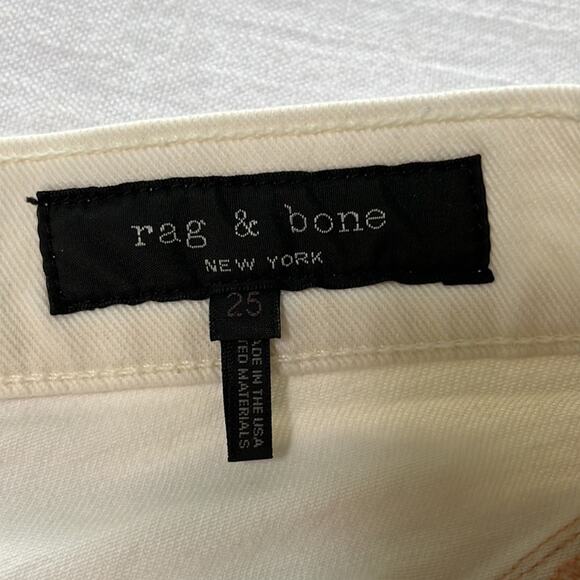 rag & bone
NEW YORK
25
ADE IN THE USA
TED MATERIALS